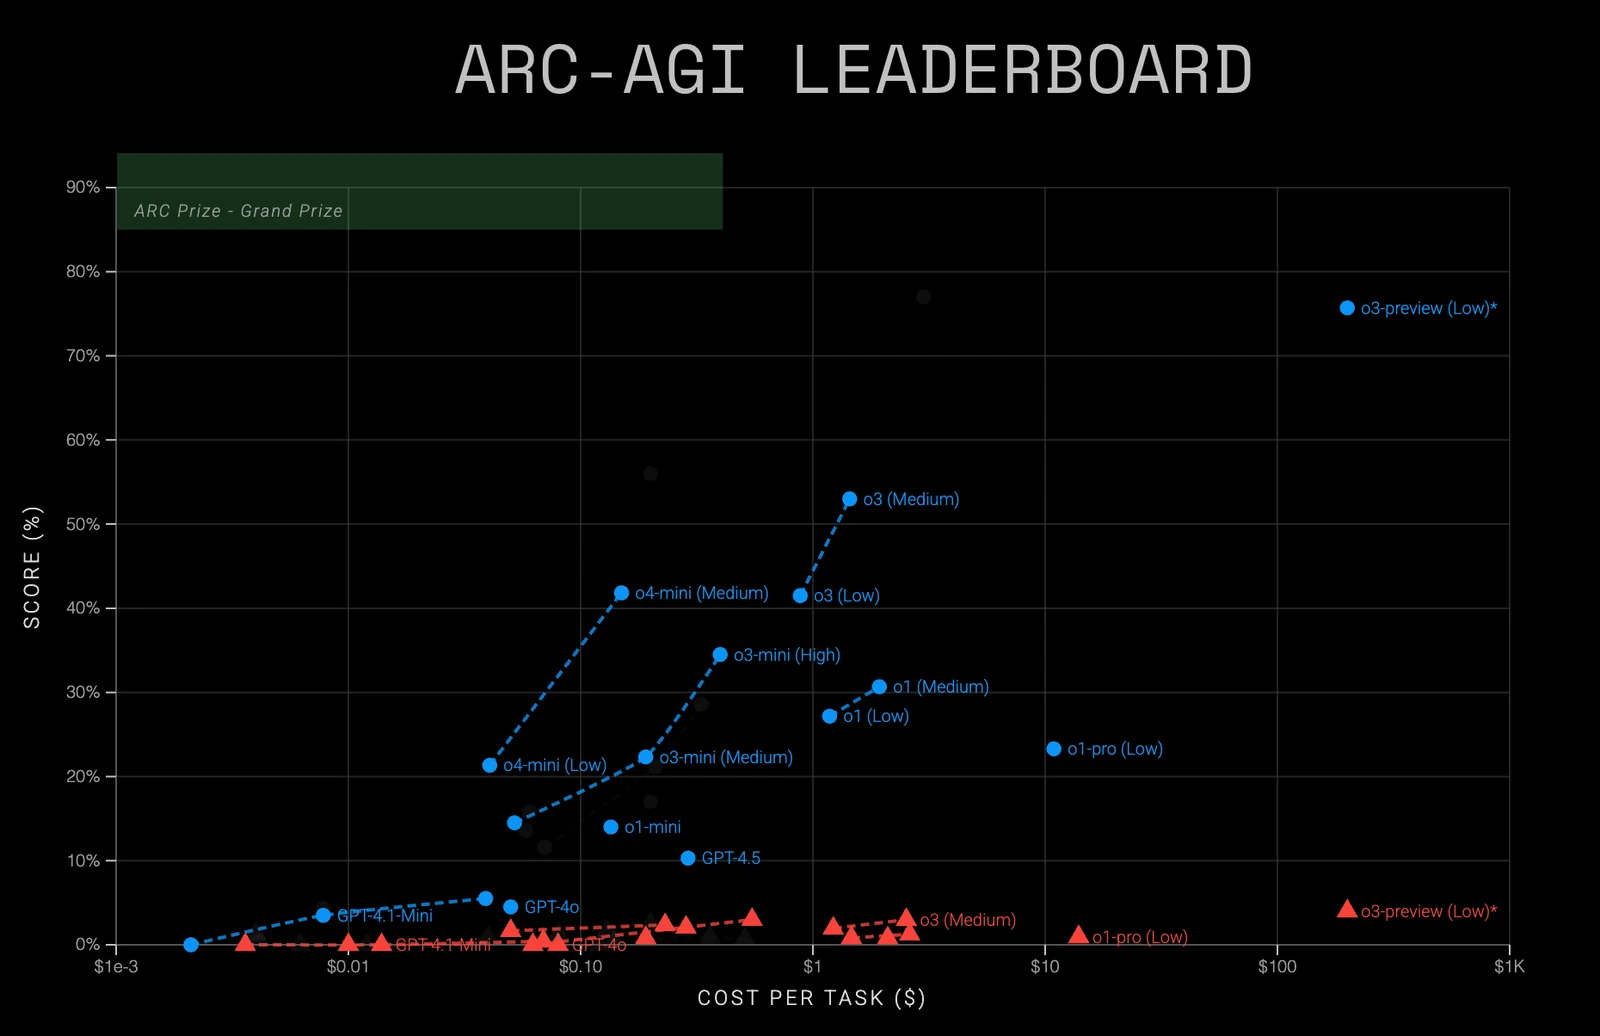 ARC-AGI LEADERBOARD
90%
ARC Prize - Grand Prize
80%
o3-preview (Low)*
70%
60%
50%
o3 (Medium)
SCORE (%)
o4-mini (Medium)
o3 (Low)
40%
o3-mini (High)
30%
o1 (Medium)
o1 (Low)
o1-pro (Low)
o4-mini (Low)
o3-mini (Medium)
20%
o1-mini
10%
GPT-4.5
GPT-4o
GPT-4.1-Mini
o3 (Medium)
o3-preview (Low)*
o1-pro (Low)
0%
GPT-4.1-Mini
GPT-4o
$1e-3
$0.01
$0.10
$1
$10
$100
$1K
COST PER TASK ($)